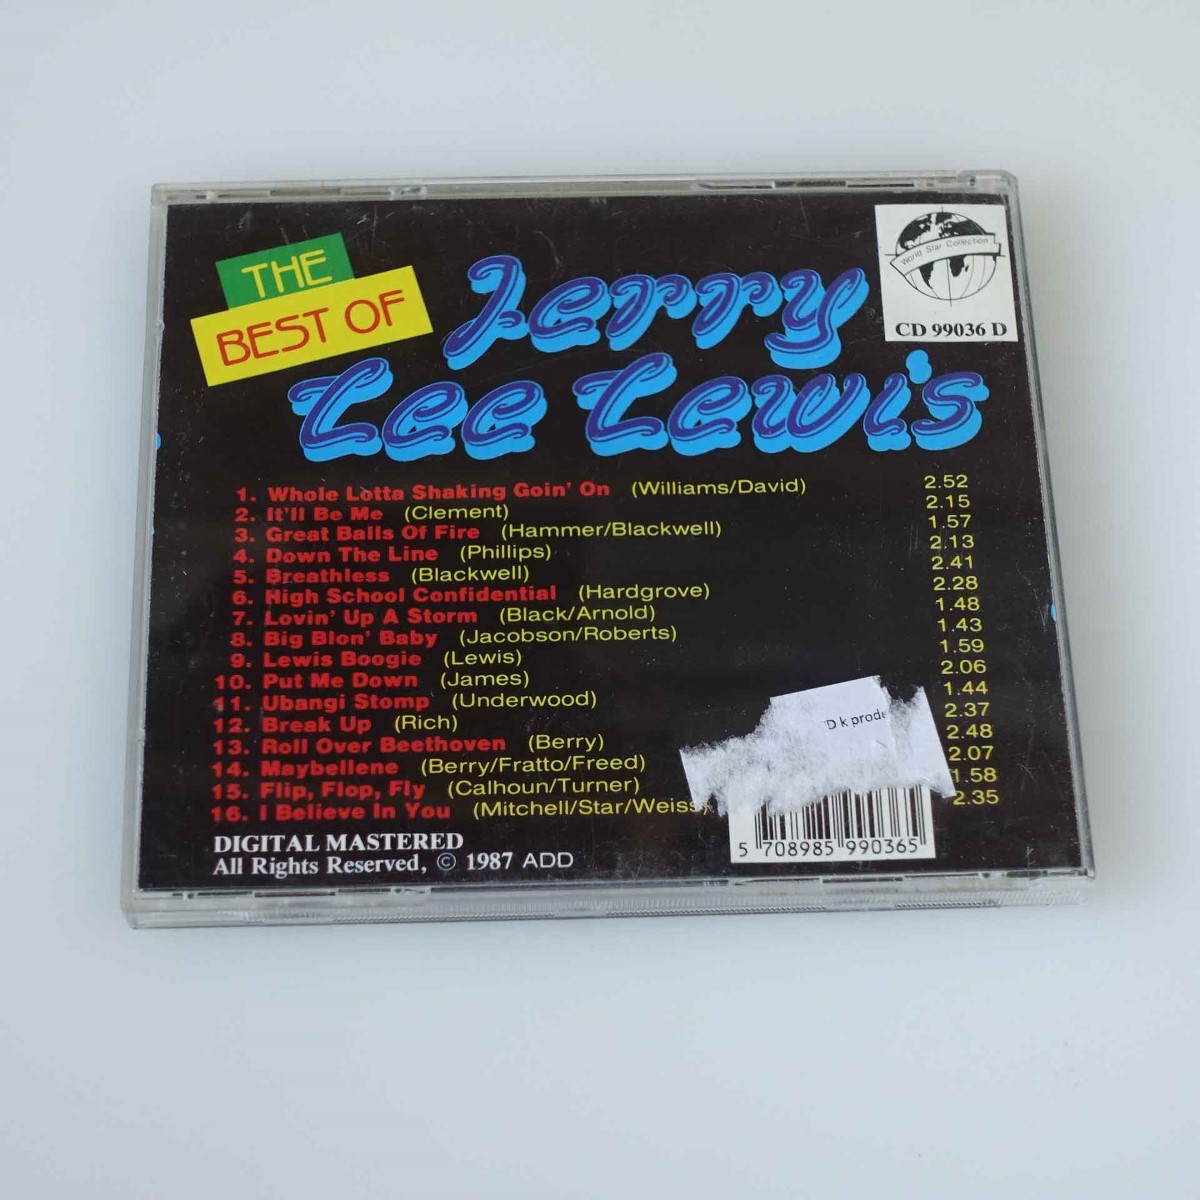 THE
BEST OF
Jerry
Lee Lewis
World Star Collection
CD 99036 D
1. Whole Lotta Shaking Goin' On (Williams/David) 2.52
2. It'll Be Me (Clement) 2.15
3. Great Balls Of Fire (Hammer/Blackwell) 1.57
4. Down The Line (Phillips) 2.13
5. Breathless (Blackwell) 2.41
6. High School Confidential (Hardgrove) 2.28
7. Lovin' Up A Storm (Black/Arnold) 1.48
8. Big Blon' Baby (Jacobson/Roberts) 1.43
9. Lewis Boogie (Lewis) 1.59
10. Put Me Down (James) 2.06
11. Ubangi Stomp (Underwood) 1.44
12. Break Up (Rich) 2.37
13. Roll Over Beethoven (Berry) 2.48
14. Maybellene (Berry/Fratto/Freed) 2.07
15. Flip, Flop, Fly (Calhoun/Turner) 1.58
16. I Believe In You (Mitchell/Star/Weiss) 2.35
D k prode
DIGITAL MASTERED
All Rights Reserved, © 1987 ADD
5 708985 990365